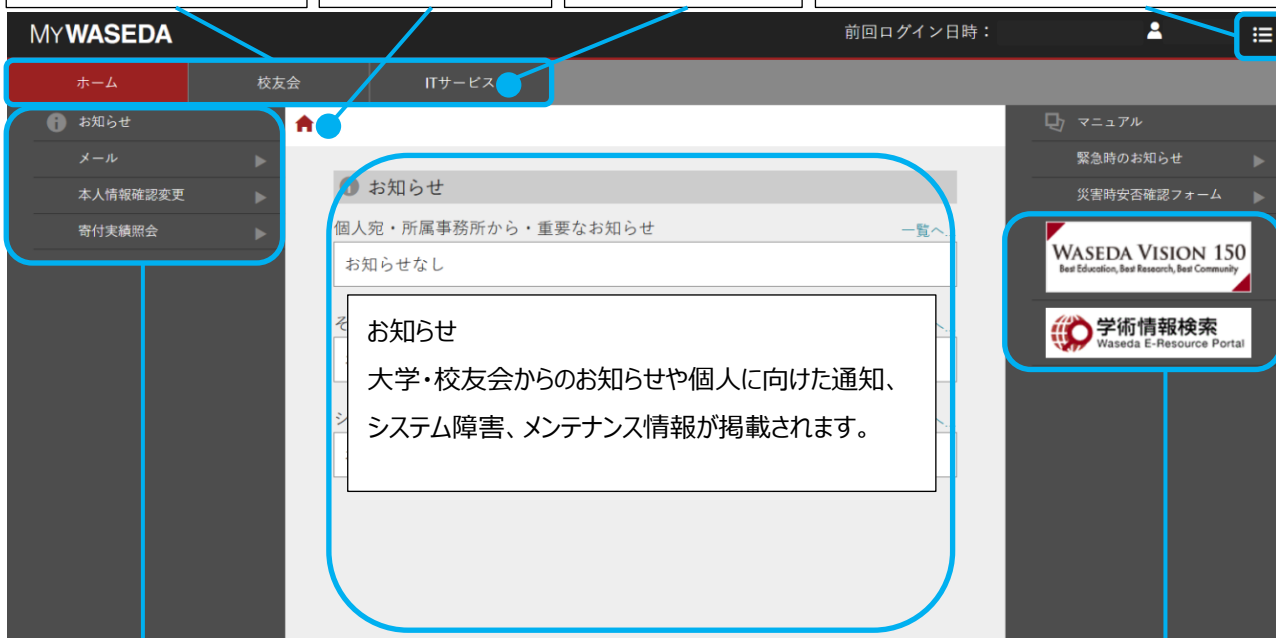 MYWASEDA
前回ログイン日時：
ホーム
校友会
ITサービス
お知らせ
メール
本人情報確認変更
寄付実績照会
お知らせ
個人宛・所属事務所から・重要なお知らせ
一覧へ
お知らせなし
そ
シ
お知らせ
大学・校友会からのお知らせや個人に向けた通知、
システム障害、メンテナンス情報が掲載されます。
マニュアル
緊急時のお知らせ
災害時安否確認フォーム
WASEDA VISION 150
Best Education, Best Research, Best Community
学術情報検索
Waseda E-Resource Portal